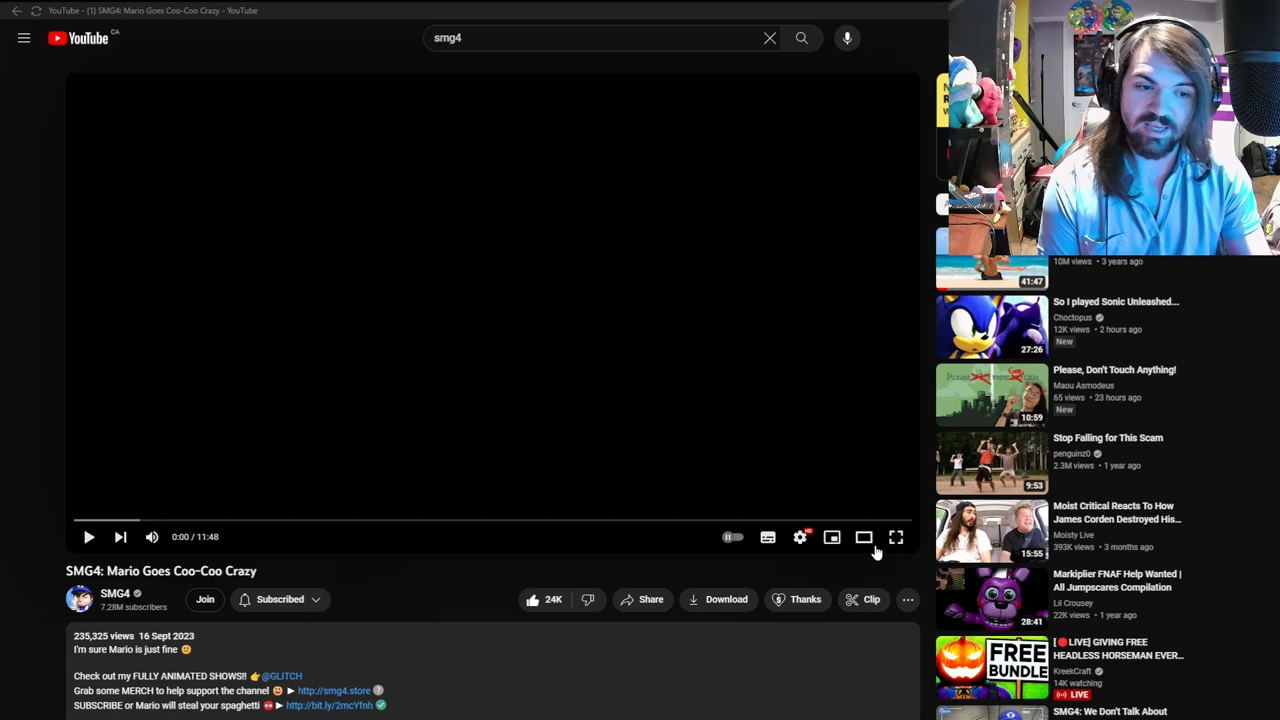 YouTube - (1) SMG4: Mario Goes Coo-Coo Crazy - YouTube
YouTube CA
smg4
0:00 / 11:48
HD
SMG4: Mario Goes Coo-Coo Crazy
SMG4
7.28M subscribers
Join
Subscribed
24K
Share
Download
Thanks
Clip
235,325 views 16 Sept 2023
I'm sure Mario is just fine
Check out my FULLY ANIMATED SHOWS!! @GLITCH
Grab some MERCH to help support the channel http://smg4.store
SUBSCRIBE or Mario will steal your spaghetti http://bit.ly/2mcYfnh
10M views • 3 years ago
41:47
So I played Sonic Unleashed...
Choctopus
12K views • 2 hours ago
New
27:26
Please, Don't Touch Anything!
Maou Asmodeus
65 views • 23 hours ago
New
10:59
Stop Falling for This Scam
penguinz0
2.3M views • 1 year ago
9:53
Moist Critical Reacts To How
James Corden Destroyed His...
Moisty Live
393K views • 3 months ago
15:55
Markiplier FNAF Help Wanted |
All Jumpscares Compilation
Lil Crousey
22K views • 1 year ago
28:41
[🔴LIVE] GIVING FREE
HEADLESS HORSEMAN EVER...
KreekCraft
14K watching
LIVE
FREE
BUNDLE
SMG4: We Don't Talk About